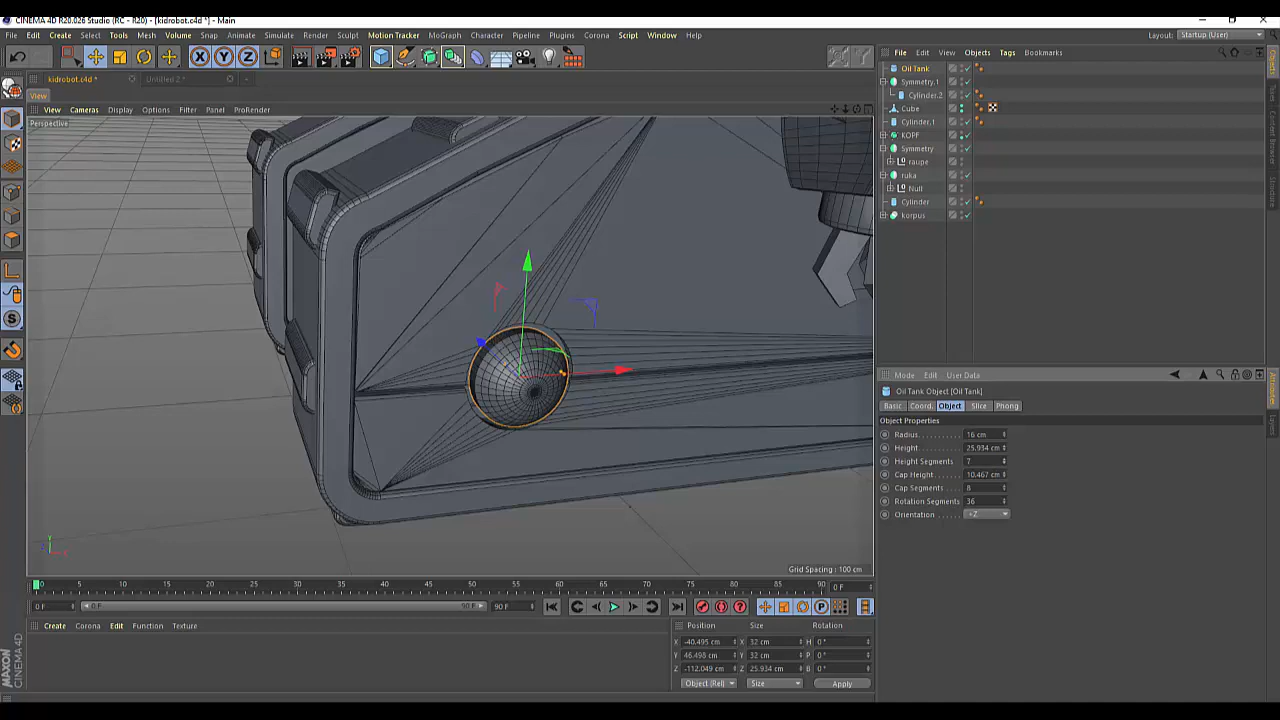 CINEMA 4D R20.026 Studio (RC - R20) - [kidrobot.c4d *] - Main
File Edit Create Select Tools Mesh Volume Snap Animate Simulate Render Sculpt Motion Tracker MoGraph Character Pipeline Plugins Corona Script Window Help Layout: Startup (User)
File Edit View Objects Tags Bookmarks
kidrobot.c4d * Untitled 2 *
View
View Cameras Display Options Filter Panel ProRender
Perspective
Oil Tank
Symmetry.1
Cylinder.2
Cube
Cylinder.1
KOPF
Symmetry
raupe
ruka
Null
Cylinder
korpus
Mode Edit User Data
Oil Tank Object [Oil Tank]
Basic Coord. Object Slice Phong
Object Properties
Radius 16 cm
Height 25.934 cm
Height Segments 7
Cap Height 10.467 cm
Cap Segments 8
Rotation Segments 36
Orientation +Z
Grid Spacing : 100 cm
0 5 10 15 20 25 30 35 40 45 50 55 60 65 70 75 80 85 90 0 F
0 F 0 F 90 F 90 F
Create Corona Edit Function Texture
Position Size Rotation
X -40.495 cm X 32 cm H 0 °
Y 46.498 cm Y 32 cm P 0 °
Z -112.049 cm Z 25.934 cm B 0 °
Object (Rel) Size Apply
MAXON
CINEMA 4D